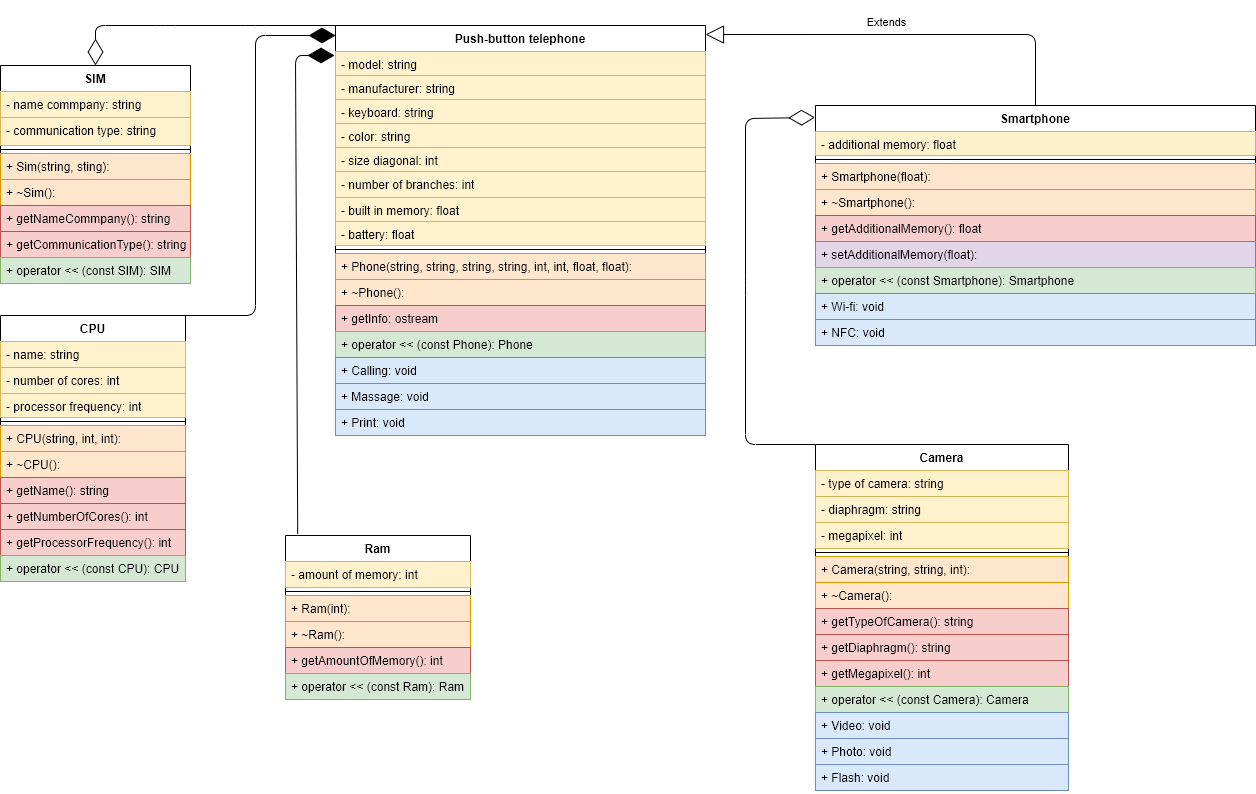 Extends
Push-button telephone
- model: string
- manufacturer: string
- keyboard: string
- color: string
- size diagonal: int
- number of branches: int
- built in memory: float
- battery: float
+ Phone(string, string, string, string, int, int, float, float):
+ ~Phone():
+ getInfo: ostream
+ operator << (const Phone): Phone
+ Calling: void
+ Massage: void
+ Print: void
SIM
- name commpany: string
- communication type: string
+ Sim(string, sting):
+ ~Sim():
+ getNameCommpany(): string
+ getCommunicationType(): string
+ operator << (const SIM): SIM
Smartphone
- additional memory: float
+ Smartphone(float):
+ ~Smartphone():
+ getAdditionalMemory(): float
+ setAdditionalMemory(float):
+ operator << (const Smartphone): Smartphone
+ Wi-fi: void
+ NFC: void
CPU
- name: string
- number of cores: int
- processor frequency: int
+ CPU(string, int, int):
+ ~CPU():
+ getName(): string
+ getNumberOfCores(): int
+ getProcessorFrequency(): int
+ operator << (const CPU): CPU
Ram
- amount of memory: int
+ Ram(int):
+ ~Ram():
+ getAmountOfMemory(): int
+ operator << (const Ram): Ram
Camera
- type of camera: string
- diaphragm: string
- megapixel: int
+ Camera(string, string, int):
+ ~Camera():
+ getTypeOfCamera(): string
+ getDiaphragm(): string
+ getMegapixel(): int
+ operator << (const Camera): Camera
+ Video: void
+ Photo: void
+ Flash: void